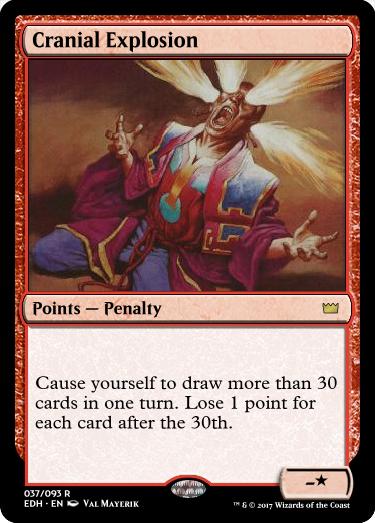 Cranial Explosion
Points — Penalty
Cause yourself to draw more than 30
cards in one turn. Lose 1 point for
each card after the 30th.
–★
037/093 R
EDH • EN Val Mayerik
™ & © 2017 Wizards of the Coast